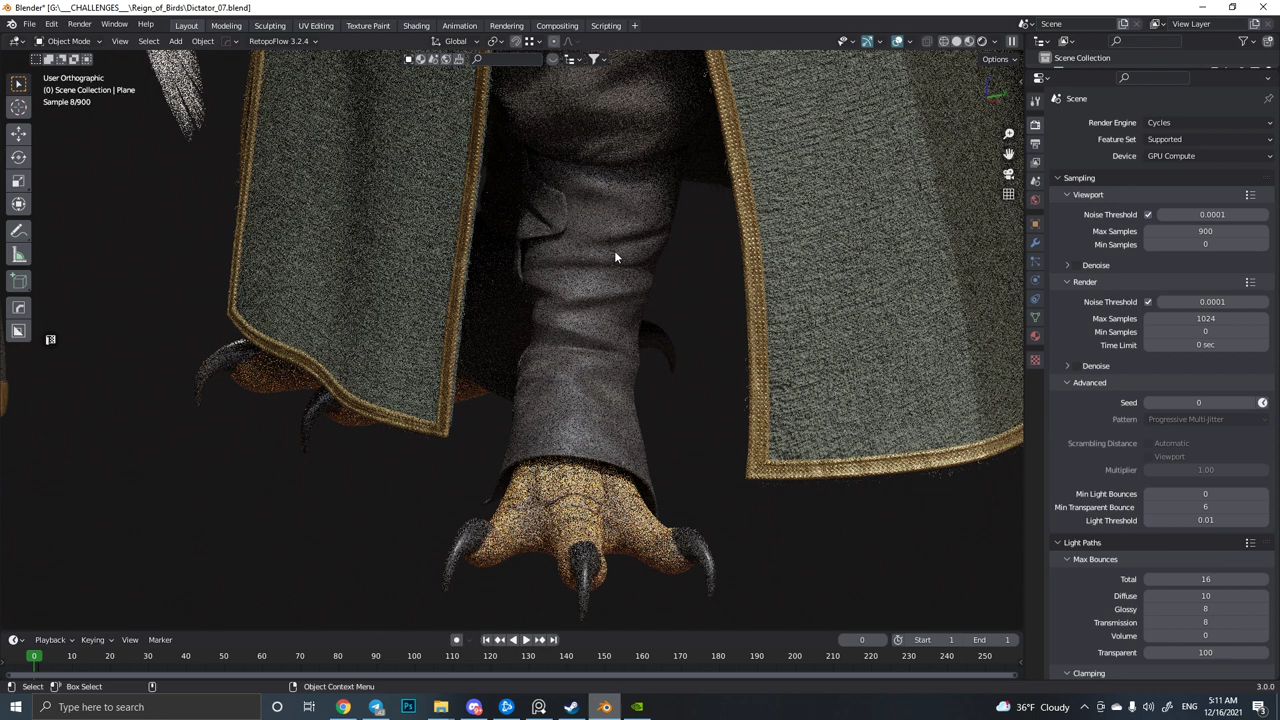 Blender* [G:\__CHALLENGES__\Reign_of_Birds\Dictator_07.blend]
File Edit Render Window Help Layout Modeling Sculpting UV Editing Texture Paint Shading Animation Rendering Compositing Scripting + Scene View Layer
Object Mode View Select Add Object RetopoFlow 3.2.4 Global
Options
Scene Collection
User Orthographic
(0) Scene Collection | Plane
Sample 8/900
Scene
Render Engine Cycles
Feature Set Supported
Device GPU Compute
Sampling
Viewport
Noise Threshold 0.0001
Max Samples 900
Min Samples 0
Denoise
Render
Noise Threshold 0.0001
Max Samples 1024
Min Samples 0
Time Limit 0 sec
Denoise
Advanced
Seed 0
Pattern Progressive Multi-Jitter
Scrambling Distance Automatic
Viewport
Multiplier 1.00
Min Light Bounces 0
Min Transparent Bounce 6
Light Threshold 0.01
Light Paths
Max Bounces
Total 16
Diffuse 10
Glossy 8
Transmission 8
Volume 0
Transparent 100
Clamping
Playback Keying View Marker 0 Start 1 End 1
0 10 20 30 40 50 60 70 80 90 100 110 120 130 140 150 160 170 180 190 200 210 220 230 240 250
Select Box Select Object Context Menu 3.0.0
Type here to search
36°F Cloudy
ENG
5:11 AM
12/16/2021